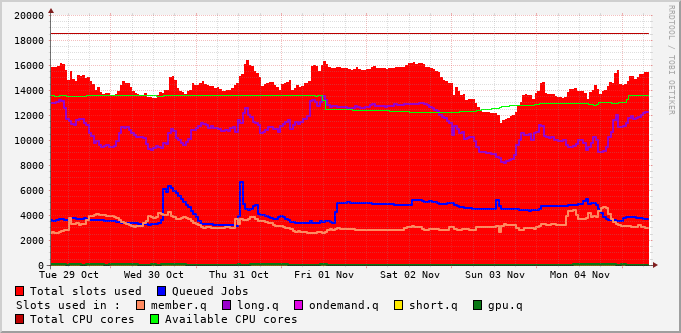 20000
18000
16000
14000
12000
10000
8000
6000
4000
2000
0
Tue 29 Oct Wed 30 Oct Thu 31 Oct Fri 01 Nov Sat 02 Nov Sun 03 Nov Mon 04 Nov
Total slots used Queued Jobs
Slots used in : member.q long.q ondemand.q short.q gpu.q
Total CPU cores Available CPU cores
RRDTOOL / TOBI OETIKER